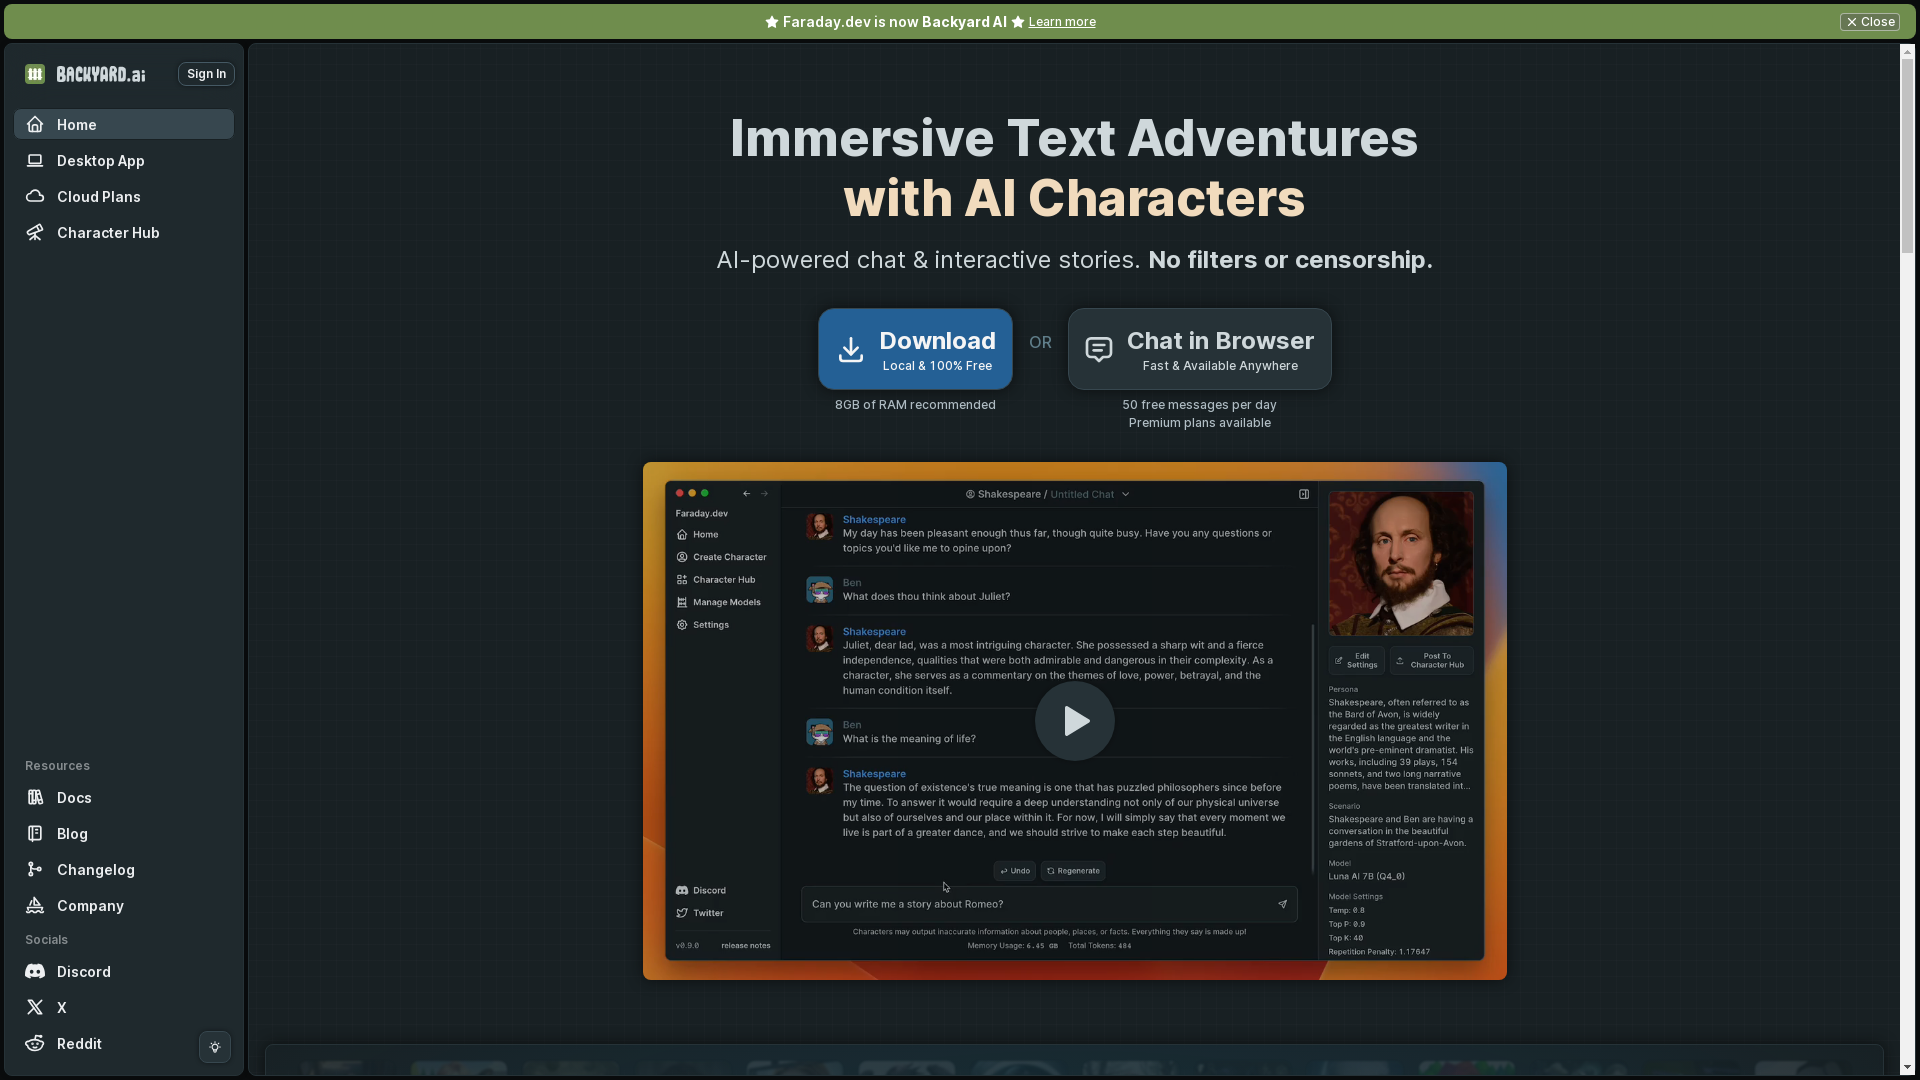 Faraday.dev is now Backyard AI Learn more
Close
BACKYARD.ai
Sign In
Home
Desktop App
Cloud Plans
Character Hub
Resources
Docs
Blog
Changelog
Company
Socials
Discord
X
Reddit
Immersive Text Adventures
with AI Characters
AI-powered chat & interactive stories. No filters or censorship.
Download
Local & 100% Free
8GB of RAM recommended
OR
Chat in Browser
Fast & Available Anywhere
50 free messages per day
Premium plans available
Faraday.dev
Home
Create Character
Character Hub
Manage Models
Settings
Discord
Twitter
v0.9.0 release notes
Shakespeare / Untitled Chat
Shakespeare
My day has been pleasant enough thus far, though quite busy. Have you any questions or
topics you'd like me to opine upon?
Ben
What does thou think about Juliet?
Shakespeare
Juliet, dear lad, was a most intriguing character. She possessed a sharp wit and a fierce
independence, qualities that were both admirable and dangerous in their complexity. As a
character, she serves as a commentary on the themes of love, power, betrayal, and the
human condition itself.
Ben
What is the meaning of life?
Shakespeare
The question of existence's true meaning is one that has puzzled philosophers since before
my time. To answer it would require a deep understanding not only of our physical universe
but also of ourselves and our place within it. For now, I will simply say that every moment we
live is part of a greater dance, and we should strive to make each step beautiful.
Undo
Regenerate
Can you write me a story about Romeo?
Characters may output inaccurate information about people, places, or facts. Everything they say is made up!
Memory Usage: 6.45 GB Total Tokens: 484
Edit
Settings
Post To
Character Hub
Persona
Shakespeare, often referred to as
the Bard of Avon, is widely
regarded as the greatest writer in
the English language and the
world's pre-eminent dramatist. His
works, including 39 plays, 154
sonnets, and two long narrative
poems, have been translated int...
Scenario
Shakespeare and Ben are having a
conversation in the beautiful
gardens of Stratford-upon-Avon.
Model
Luna AI 7B (Q4_0)
Model Settings
Temp: 0.8
Top P: 0.9
Top K: 40
Repetition Penalty: 1.17647